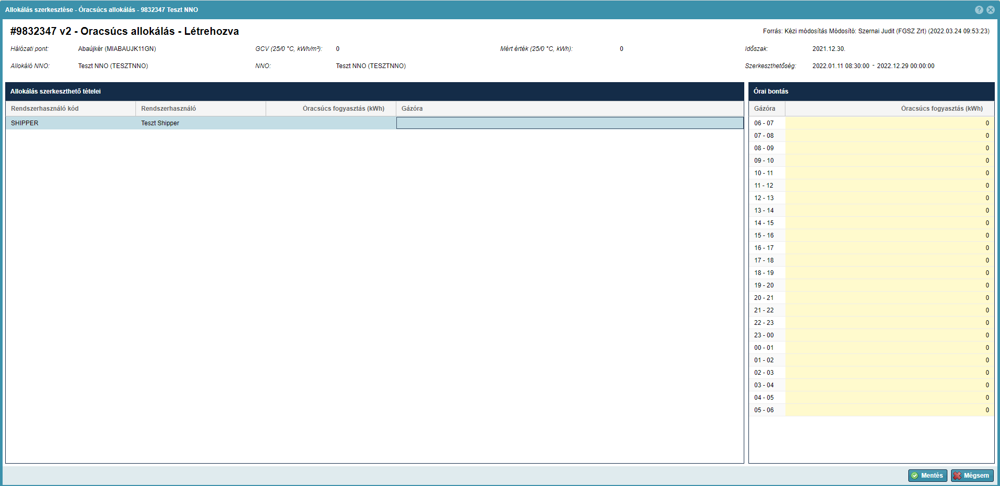 Allokálás szerkesztése - Óracsúcs allokálás - 9832347 Teszt NNO
#9832347 v2 - Óracsúcs allokálás - Létrehozva
Forrás: Kézi módosítás Módosító: Szernai Judit (FGSZ Zrt) (2022.03.24 09:53:23)
Hálózati pont: Abaújkér (MIABAUJK11GN) GCV (25/0 °C, kWh/m³): 0 Mért érték (25/0 °C, kWh): 0 Időszak: 2021.12.30.
Allokáló NNO: Teszt NNO (TESZTNNO) NNO: Teszt NNO (TESZTNNO) Szerkeszthetőség: 2022.01.11 08:30:00 - 2022.12.29 00:00:00
Allokálás szerkeszthető tételei
Rendszerhasználó kód Rendszerhasználó Óracsúcs fogyasztás (kWh) Gázóra
SHIPPER Teszt Shipper
Órai bontás
Gázóra Óracsúcs fogyasztás (kWh)
06 - 07 0
07 - 08 0
08 - 09 0
09 - 10 0
10 - 11 0
11 - 12 0
12 - 13 0
13 - 14 0
14 - 15 0
15 - 16 0
16 - 17 0
17 - 18 0
18 - 19 0
19 - 20 0
20 - 21 0
21 - 22 0
22 - 23 0
23 - 00 0
00 - 01 0
01 - 02 0
02 - 03 0
03 - 04 0
04 - 05 0
05 - 06 0
Mentés Mégsem